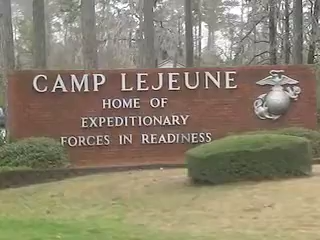 CAMP LEJEUNE
HOME OF
EXPEDITIONARY
FORCES IN READINESS